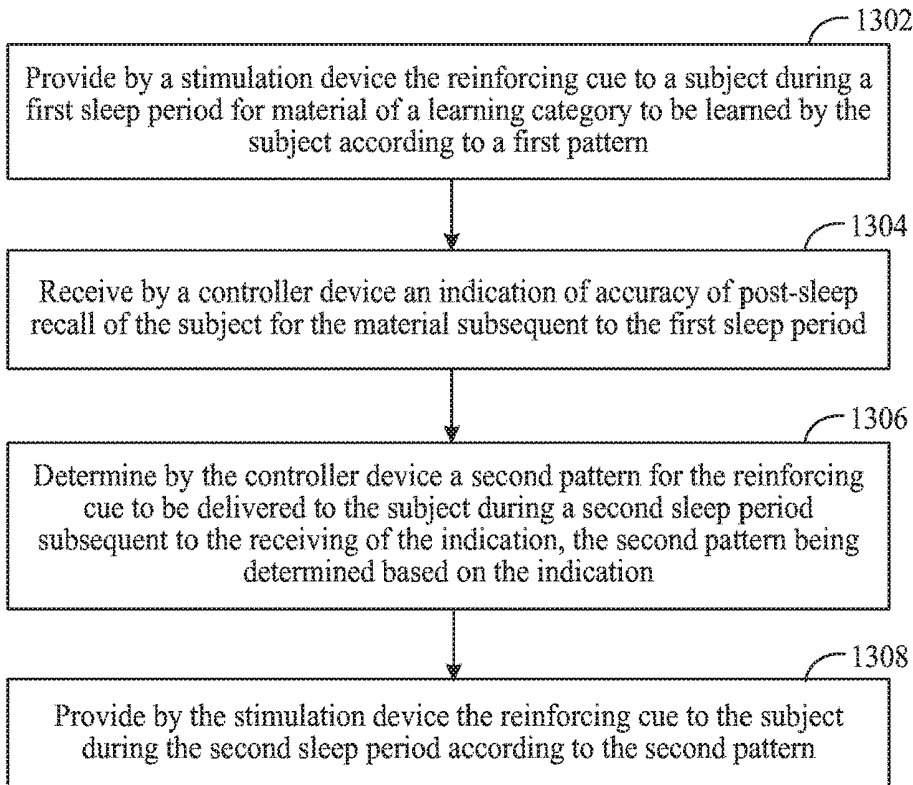 1302
Provide by a stimulation device the reinforcing cue to a subject during a
first sleep period for material of a learning category to be learned by the
subject according to a first pattern
1304
Receive by a controller device an indication of accuracy of post-sleep
recall of the subject for the material subsequent to the first sleep period
1306
Determine by the controller device a second pattern for the reinforcing
cue to be delivered to the subject during a second sleep period
subsequent to the receiving of the indication, the second pattern being
determined based on the indication
1308
Provide by the stimulation device the reinforcing cue to the subject
during the second sleep period according to the second pattern